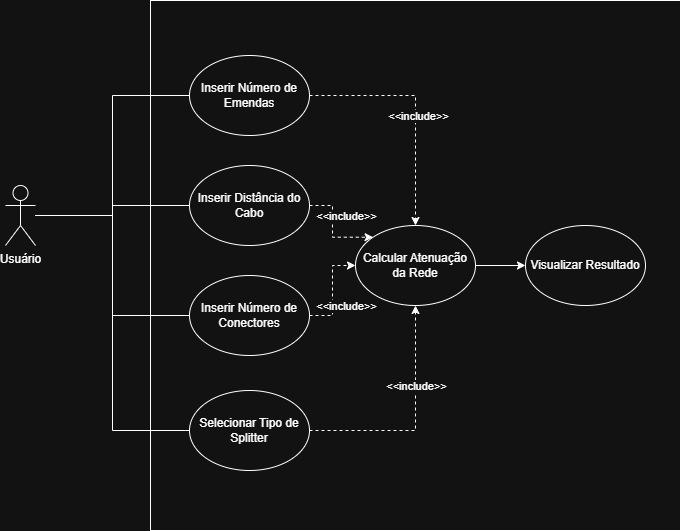 Inserir Número de
Emendas
<<include>>
Inserir Distância do
Cabo
<<include>>
Usuário
Calcular Atenuação
da Rede
Visualizar Resultado
Inserir Número de
Conectores
<<include>>
<<include>>
Selecionar Tipo de
Splitter